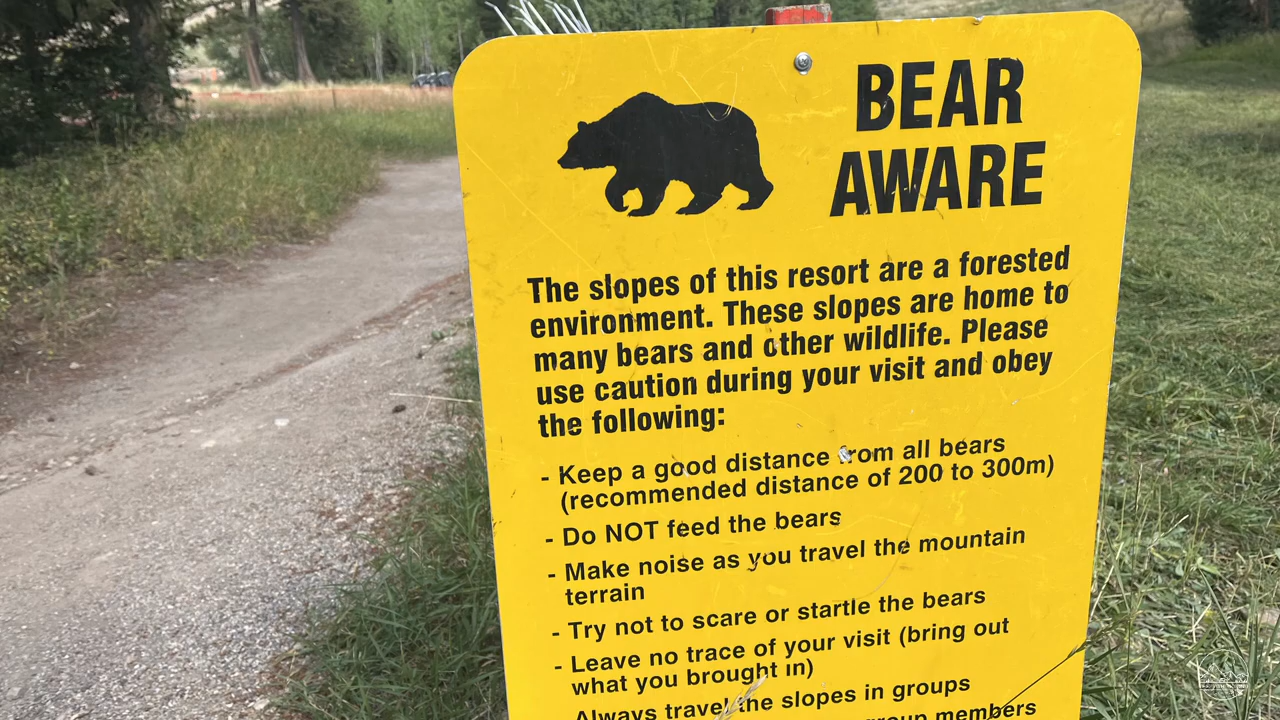 BEAR
AWARE
The slopes of this resort are a forested
environment. These slopes are home to
many bears and other wildlife. Please
use caution during your visit and obey
the following:
- Keep a good distance from all bears
(recommended distance of 200 to 300m)
- Do NOT feed the bears
- Make noise as you travel the mountain
terrain
- Try not to scare or startle the bears
- Leave no trace of your visit (bring out
what you brought in)
Always travel the slopes in groups
group members